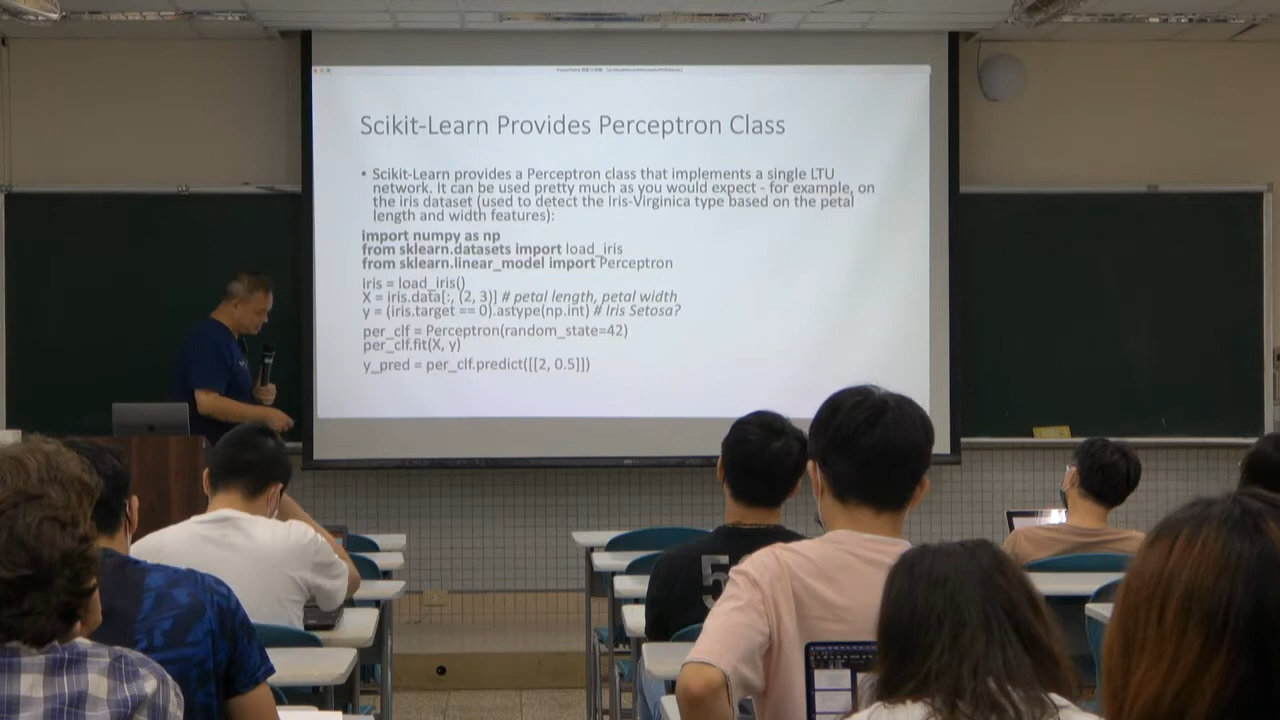 Scikit-Learn Provides Perceptron Class
• Scikit-Learn provides a Perceptron class that implements a single LTU
network. It can be used pretty much as you would expect - for example, on
the iris dataset (used to detect the Iris-Virginica type based on the petal
length and width features):
import numpy as np
from sklearn.datasets import load_iris
from sklearn.linear_model import Perceptron
iris = load_iris()
X = iris.data[:, (2, 3)] # petal length, petal width
y = (iris.target == 0).astype(np.int) # Iris Setosa?
per_clf = Perceptron(random_state=42)
per_clf.fit(X, y)
y_pred = per_clf.predict([[2, 0.5]])
5